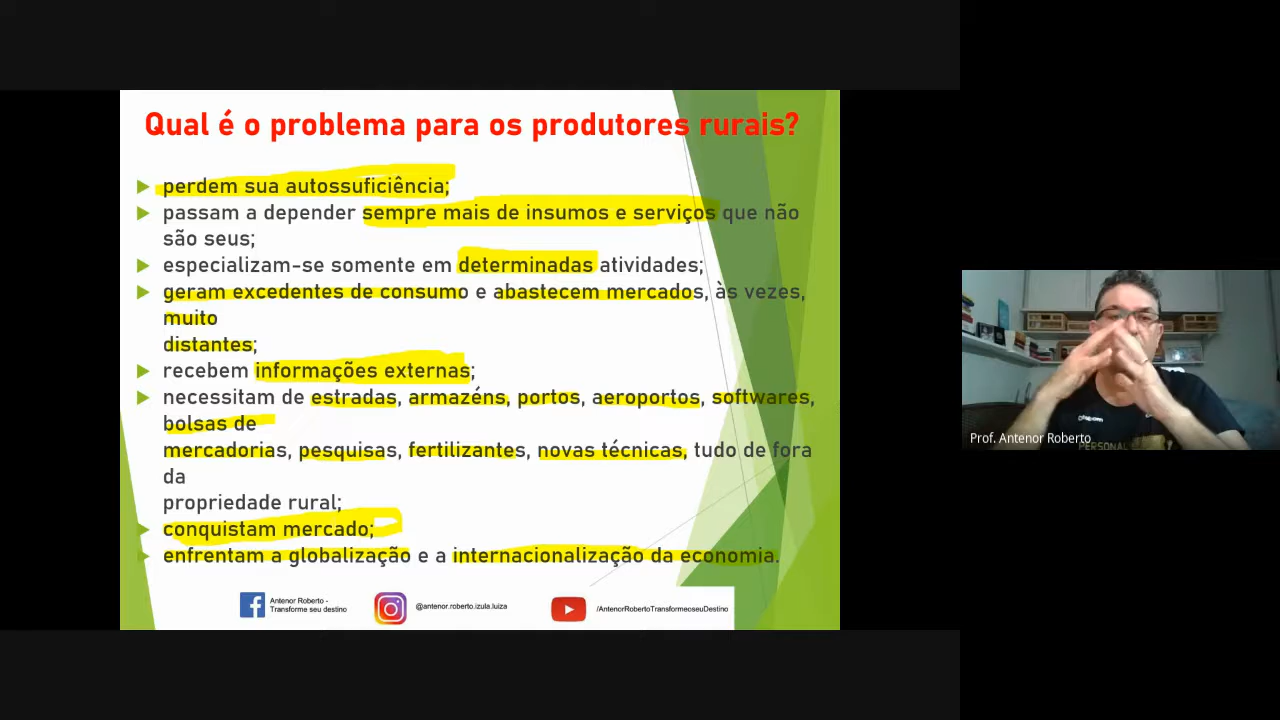 Qual é o problema para os produtores rurais?
perdem sua autossuficiência;
passam a depender sempre mais de insumos e serviços que não
são seus;
especializam-se somente em determinadas atividades;
geram excedentes de consumo e abastecem mercados, às vezes,
muito
distantes;
recebem informações externas;
necessitam de estradas, armazéns, portos, aeroportos, softwares,
bolsas de
mercadorias, pesquisas, fertilizantes, novas técnicas, tudo de fora
da
propriedade rural;
conquistam mercado;
enfrentam a globalização e a internacionalização da economia.
Antenor Roberto -
Transforme seu destino
@antenor.roberto.izula.luiza
/AntenorRobertoTransformeoseuDestino
Prof. Antenor Roberto
PERSONAL